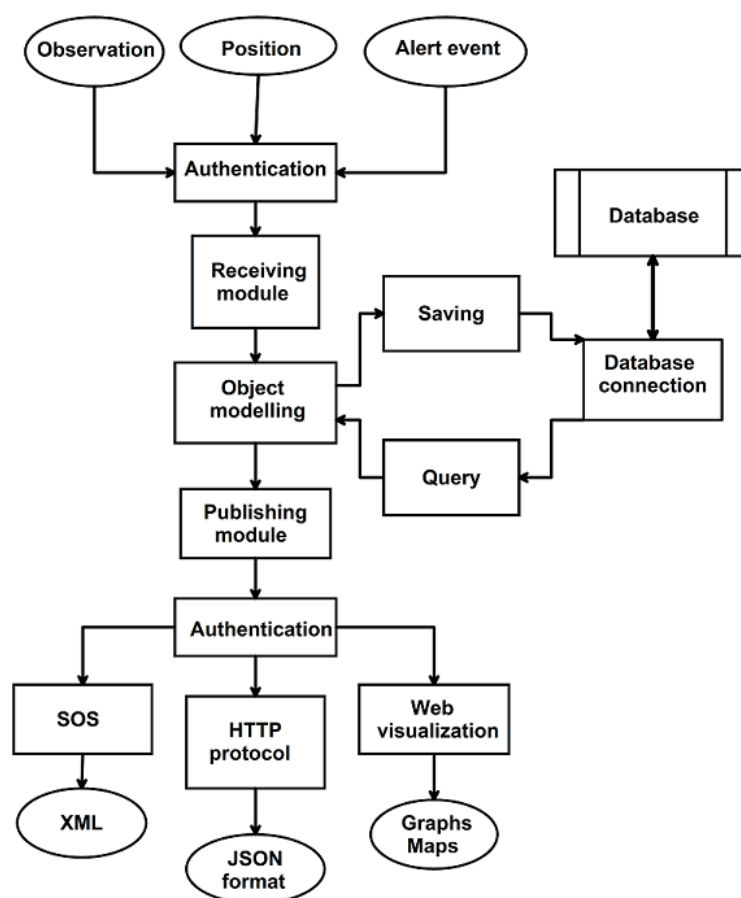 Observation
Position
Alert event
Authentication
Database
Receiving
module
Saving
Database
connection
Object
modelling
Query
Publishing
module
Authentication
SOS
HTTP
protocol
Web
visualization
XML
JSON
format
Graphs
Maps